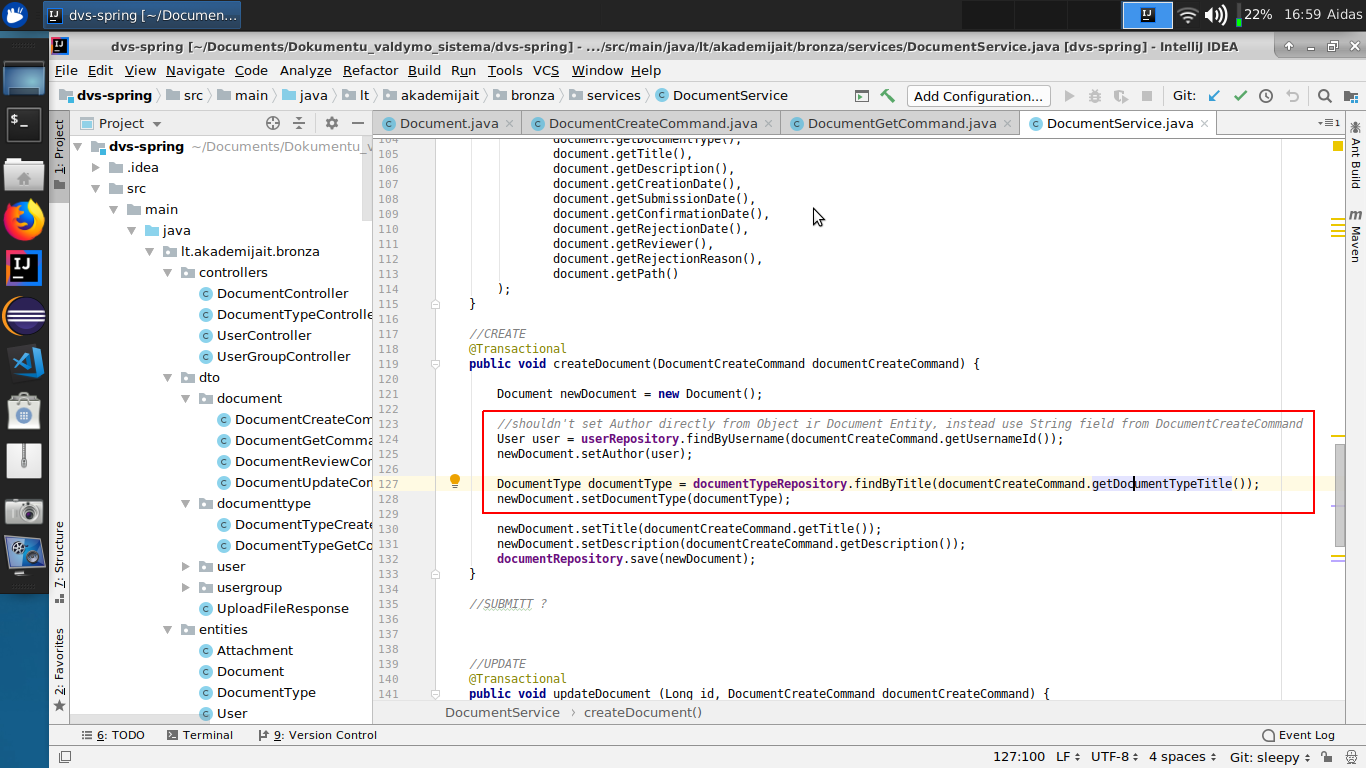 dvs-spring [~/Documen...
22%
16:59 Aidas
dvs-spring [~/Documents/Dokumentu_valdymo_sistema/dvs-spring] - .../src/main/java/lt/akademijait/bronza/services/DocumentService.java [dvs-spring] - IntelliJ IDEA
File Edit View Navigate Code Analyze Refactor Build Run Tools VCS Window Help
dvs-spring src main java lt akademijait bronza services DocumentService
Add Configuration...
Git:
1: Project
7: Structure
2: Favorites
Project
dvs-spring ~/Documents/Dokumentu_v
.idea
src
main
java
lt.akademijait.bronza
controllers
DocumentController
DocumentTypeControlle
UserController
UserGroupController
dto
document
DocumentCreateCom
DocumentGetComma
DocumentReviewCor
DocumentUpdateCon
documenttype
DocumentTypeCreate
DocumentTypeGetCo
user
usergroup
UploadFileResponse
entities
Attachment
Document
DocumentType
User
Document.java DocumentCreateCommand.java DocumentGetCommand.java DocumentService.java
1
104 document.getDocumentType(),
105 document.getTitle(),
106 document.getDescription(),
107 document.getCreationDate(),
108 document.getSubmissionDate(),
109 document.getConfirmationDate(),
110 document.getRejectionDate(),
111 document.getReviewer(),
112 document.getRejectionReason(),
113 document.getPath()
114 );
115 }
116
117 //CREATE
118 @Transactional
119 public void createDocument(DocumentCreateCommand documentCreateCommand) {
120
121 Document newDocument = new Document();
122
123 //shouldn't set Author directly from Object ir Document Entity, instead use String field from DocumentCreateCommand
124 User user = userRepository.findByUsername(documentCreateCommand.getUsernameId());
125 newDocument.setAuthor(user);
126
127 DocumentType documentType = documentTypeRepository.findByTitle(documentCreateCommand.getDocumentTypeTitle());
128 newDocument.setDocumentType(documentType);
129
130 newDocument.setTitle(documentCreateCommand.getTitle());
131 newDocument.setDescription(documentCreateCommand.getDescription());
132 documentRepository.save(newDocument);
133 }
134
135 //SUBMITT ?
136
137
138
139 //UPDATE
140 @Transactional
141 public void updateDocument (Long id, DocumentCreateCommand documentCreateCommand) {
DocumentService › createDocument()
Ant Build
m
Maven
6: TODO Terminal 9: Version Control
Event Log
127:100 LF UTF-8 4 spaces Git: sleepy